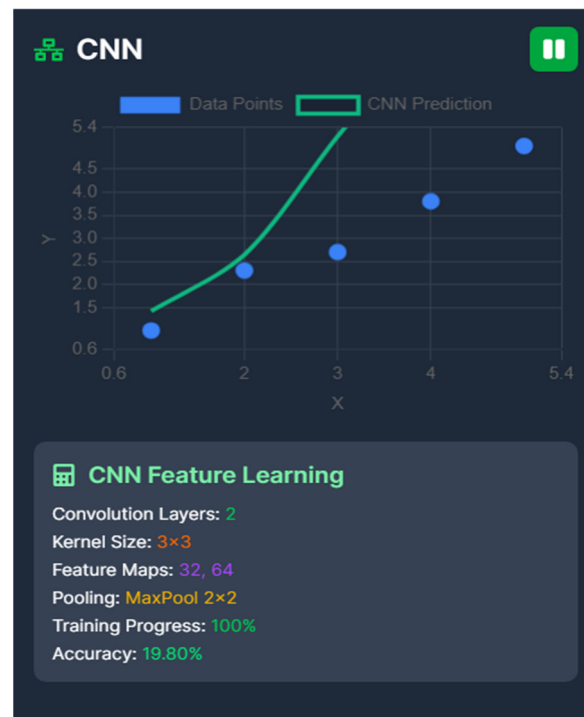 CNN
Data Points CNN Prediction
5.4
4.5
4.0
3.5
3.0
2.5
2.0
1.5
0.6
Y
0.6 2 3 4 5.4
X
CNN Feature Learning
Convolution Layers: 2
Kernel Size: 3×3
Feature Maps: 32, 64
Pooling: MaxPool 2×2
Training Progress: 100%
Accuracy: 19.80%